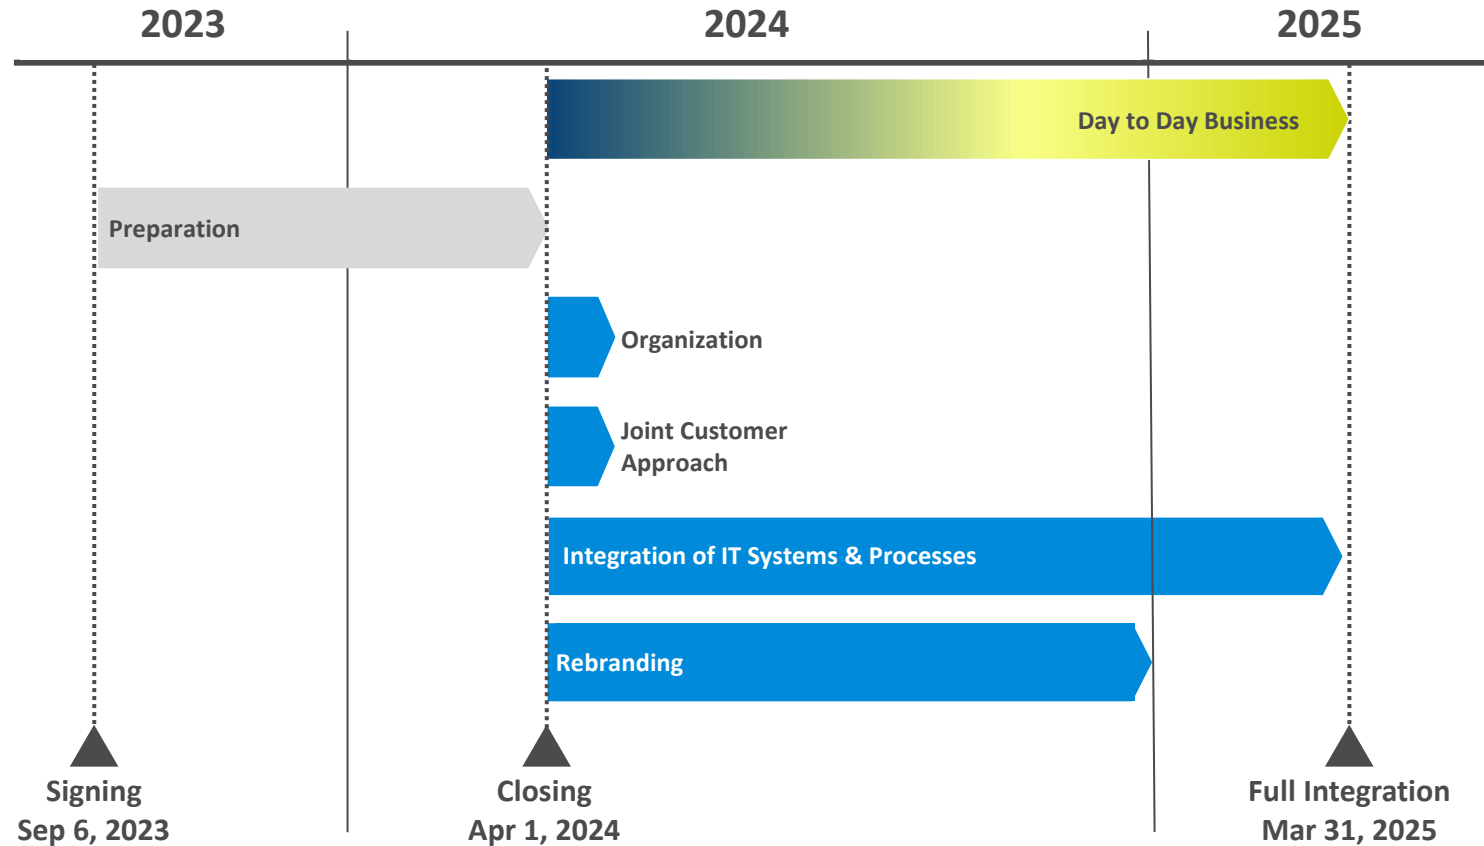 2023
2024
2025
Day to Day Business
Preparation
Organization
Joint Customer
Approach
Integration of IT Systems & Processes
Rebranding
Signing
Sep 6, 2023
Closing
Apr 1, 2024
Full Integration
Mar 31, 2025